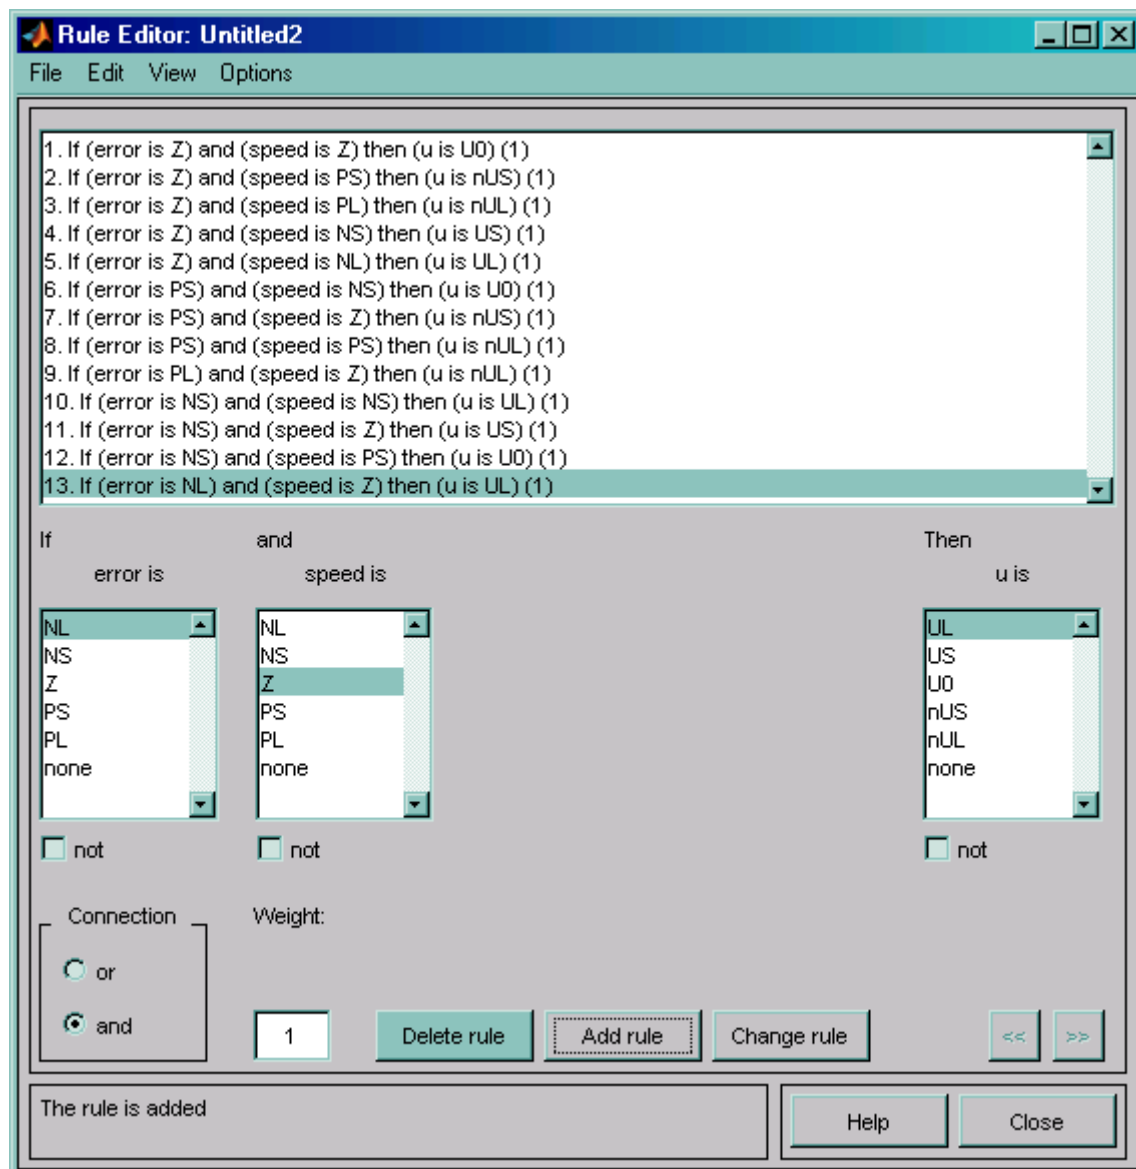 Rule Editor: Untitled2
File Edit View Options
1. If (error is Z) and (speed is Z) then (u is U0) (1)
2. If (error is Z) and (speed is PS) then (u is nUS) (1)
3. If (error is Z) and (speed is PL) then (u is nUL) (1)
4. If (error is Z) and (speed is NS) then (u is US) (1)
5. If (error is Z) and (speed is NL) then (u is UL) (1)
6. If (error is PS) and (speed is NS) then (u is U0) (1)
7. If (error is PS) and (speed is Z) then (u is nUS) (1)
8. If (error is PS) and (speed is PS) then (u is nUL) (1)
9. If (error is PL) and (speed is Z) then (u is nUL) (1)
10. If (error is NS) and (speed is NS) then (u is UL) (1)
11. If (error is NS) and (speed is Z) then (u is US) (1)
12. If (error is NS) and (speed is PS) then (u is U0) (1)
13. If (error is NL) and (speed is Z) then (u is UL) (1)
If and Then
error is speed is u is
NL NL UL
NS NS US
Z Z U0
PS PS nUS
PL PL nUL
none none none
not not not
Connection Weight:
or
and 1 Delete rule Add rule Change rule << >>
The rule is added Help Close